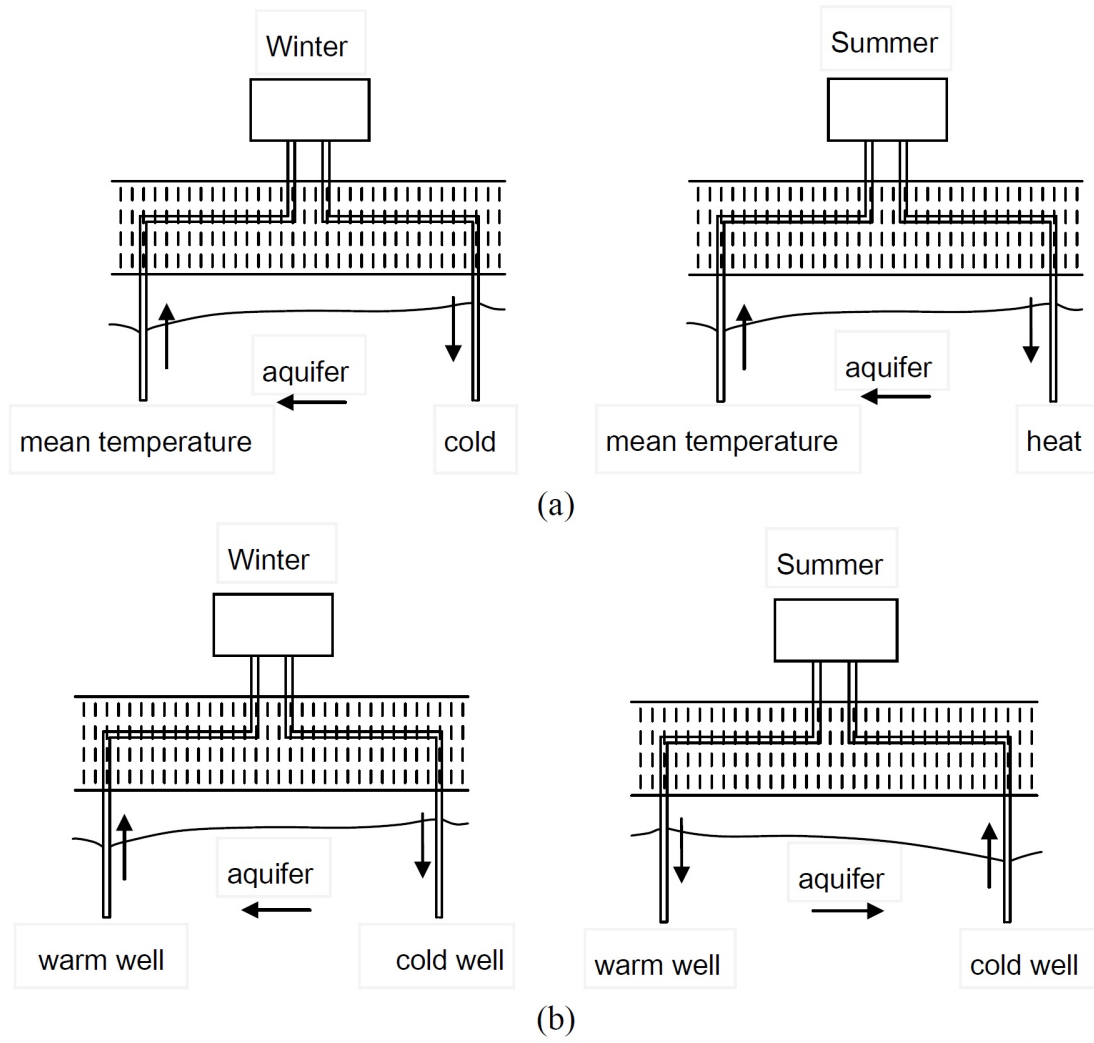 Winter
Summer
aquifer
aquifer
mean temperature
cold
mean temperature
heat
(a)
Winter
Summer
aquifer
aquifer
warm well
cold well
warm well
cold well
(b)